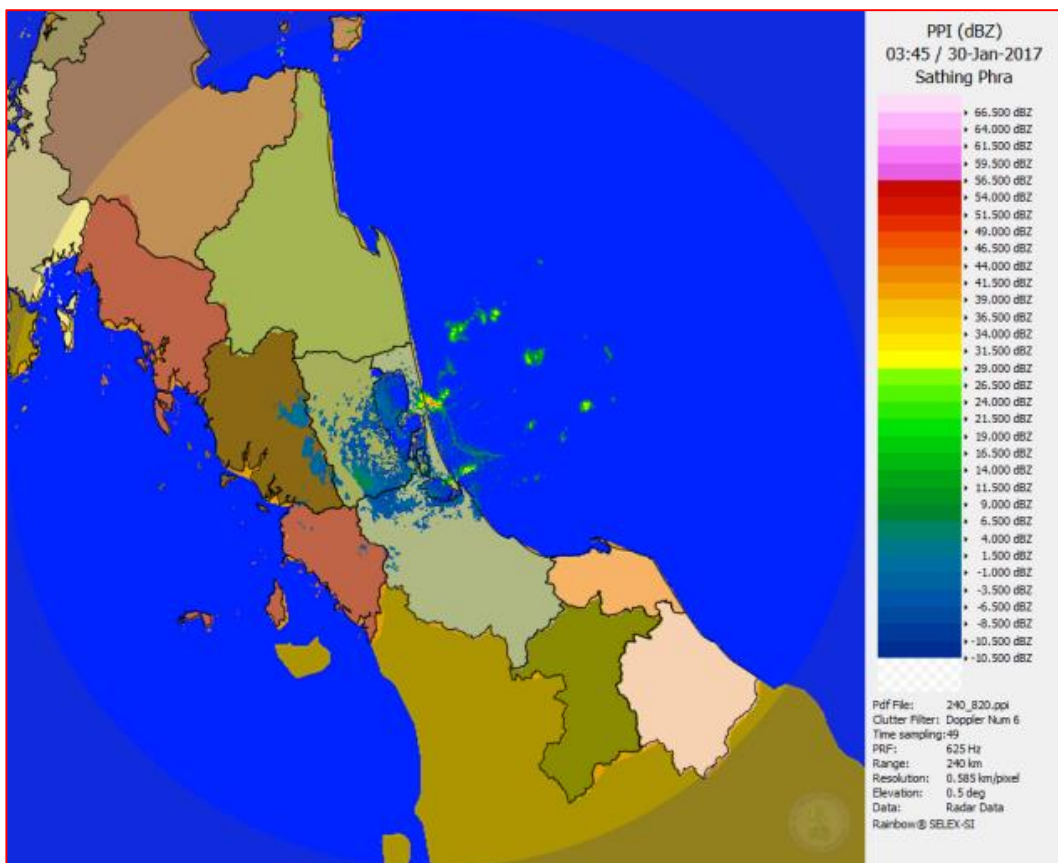 PPI (dBZ)
03:45 / 30-Jan-2017
Sathing Phra
66.500 dBZ
64.000 dBZ
61.500 dBZ
59.500 dBZ
56.500 dBZ
54.000 dBZ
51.500 dBZ
49.000 dBZ
46.500 dBZ
44.000 dBZ
41.500 dBZ
39.000 dBZ
36.500 dBZ
34.000 dBZ
31.500 dBZ
29.000 dBZ
26.500 dBZ
24.000 dBZ
21.500 dBZ
19.000 dBZ
16.500 dBZ
14.000 dBZ
11.500 dBZ
9.000 dBZ
6.500 dBZ
4.000 dBZ
1.500 dBZ
-1.000 dBZ
-3.500 dBZ
-6.500 dBZ
-8.500 dBZ
-10.500 dBZ
-10.500 dBZ
Pdf File: 240_820.ppi
Clutter Filter: Doppler Num 6
Time sampling:49
PRF: 625 Hz
Range: 240 km
Resolution: 0.585 km/pixel
Elevation: 0.5 deg
Data: Radar Data
Rainbow® SELEX-SI